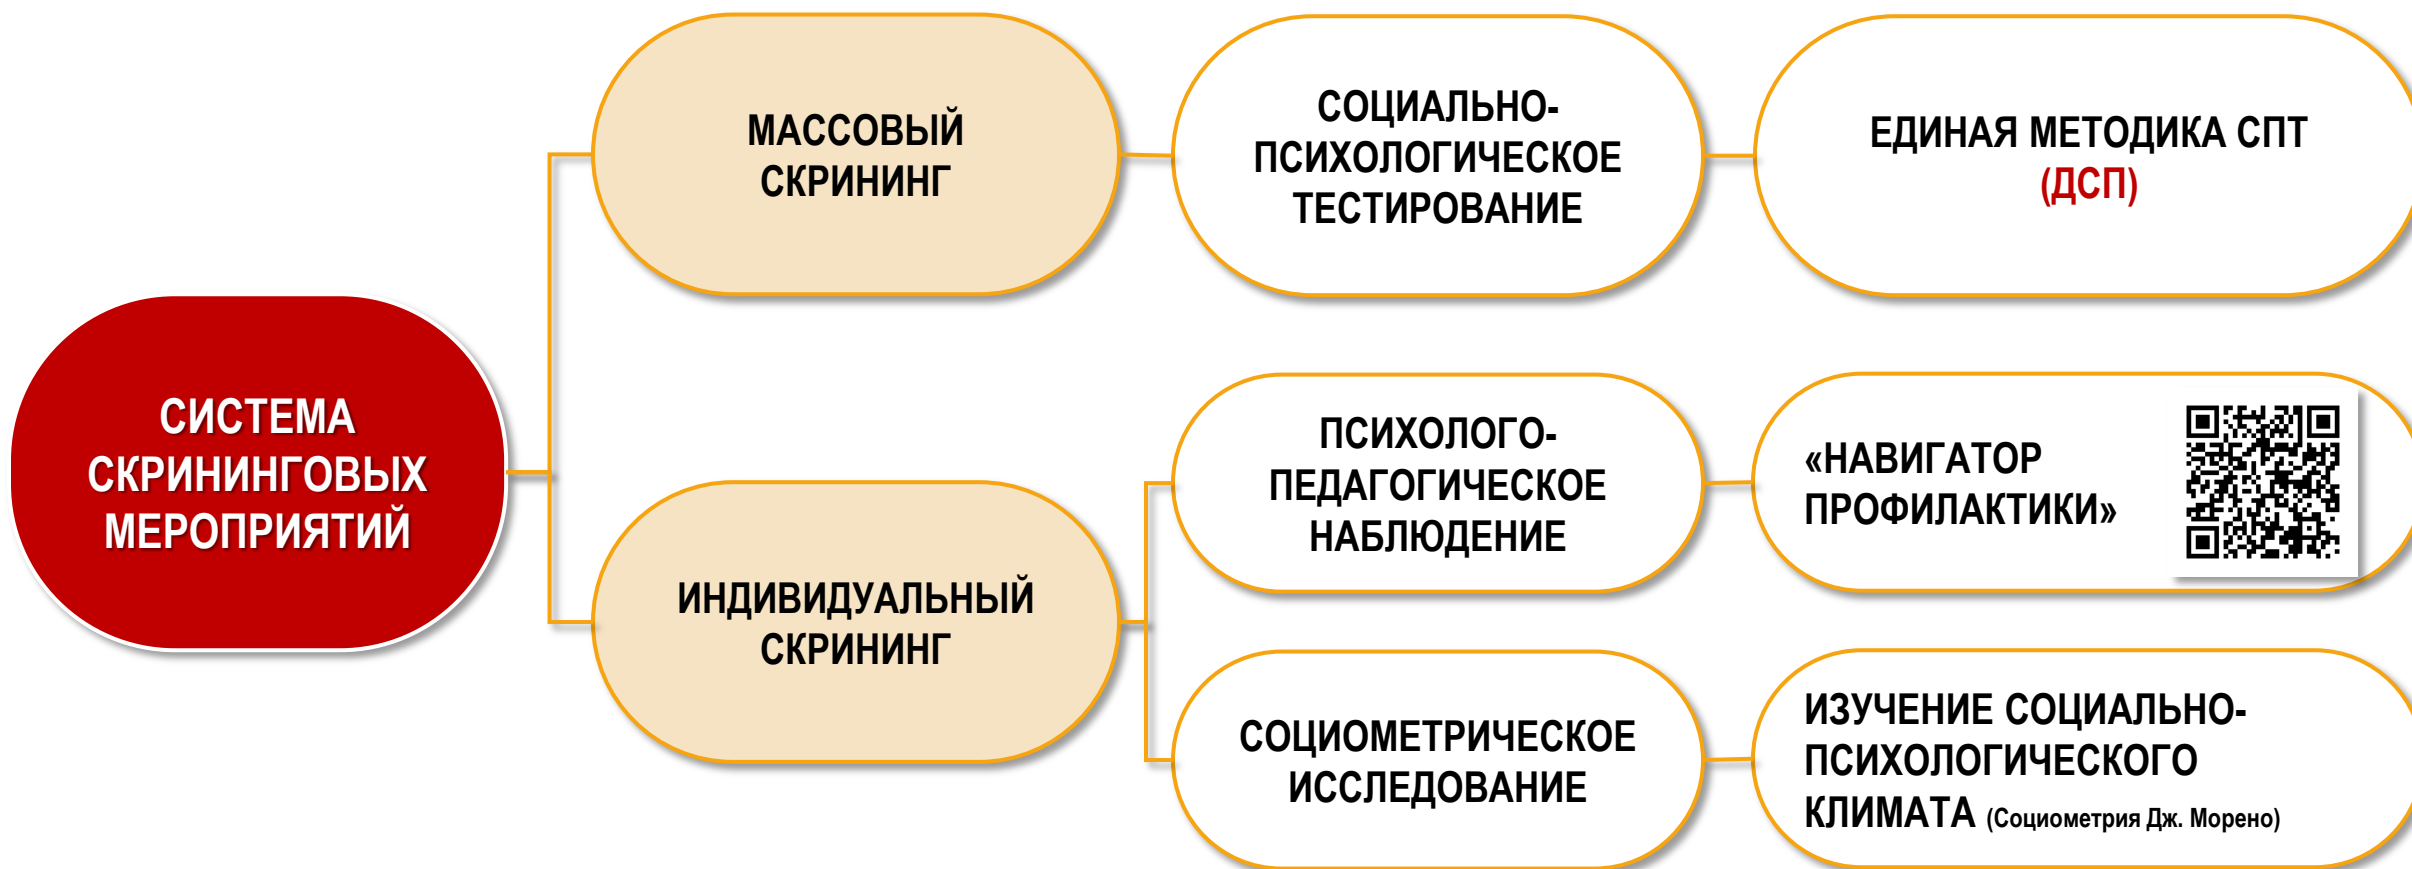 СИСТЕМА
СКРИНИНГОВЫХ
МЕРОПРИЯТИЙ
МАССОВЫЙ
СКРИНИНГ
СОЦИАЛЬНО-
ПСИХОЛОГИЧЕСКОЕ
ТЕСТИРОВАНИЕ
ЕДИНАЯ МЕТОДИКА СПТ
(ДСП)
ИНДИВИДУАЛЬНЫЙ
СКРИНИНГ
ПСИХОЛОГО-
ПЕДАГОГИЧЕСКОЕ
НАБЛЮДЕНИЕ
«НАВИГАТОР
ПРОФИЛАКТИКИ»
СОЦИОМЕТРИЧЕСКОЕ
ИССЛЕДОВАНИЕ
ИЗУЧЕНИЕ СОЦИАЛЬНО-
ПСИХОЛОГИЧЕСКОГО
КЛИМАТА (Социометрия Дж. Морено)